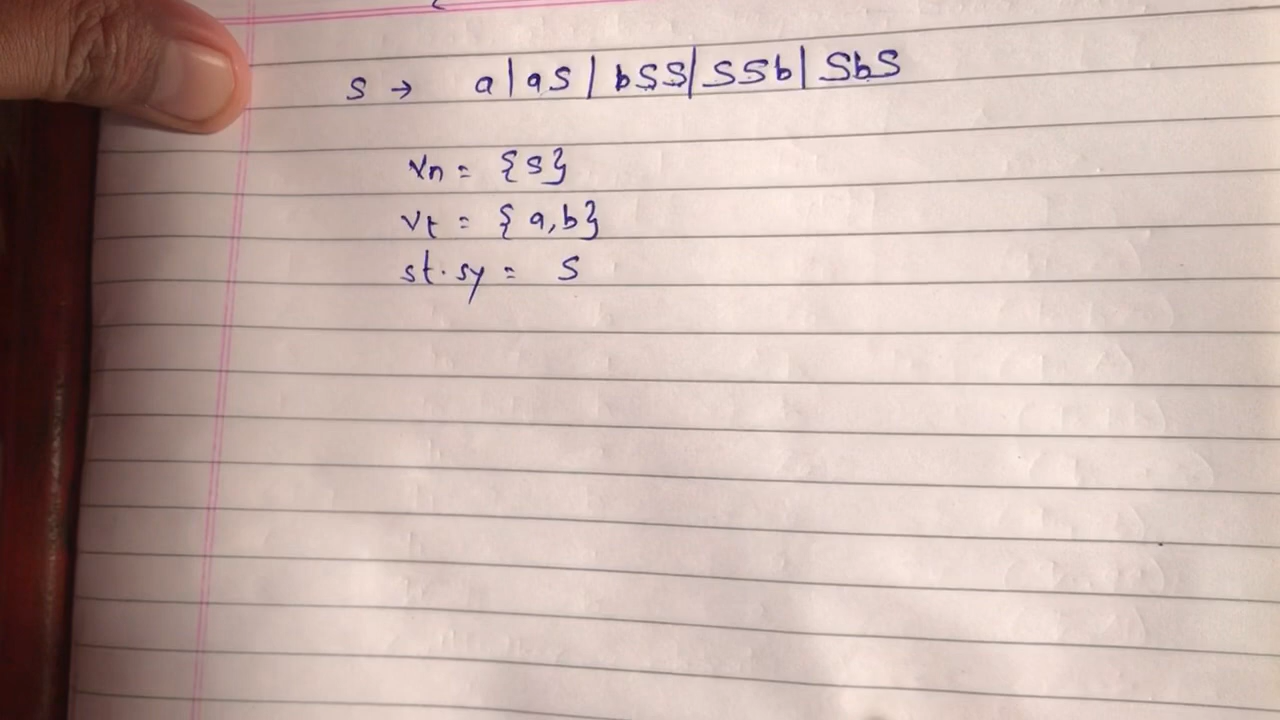 S → a | aS | bSS | SSb | SbS
Vn = {S}
Vt = {a,b}
st.sy = S